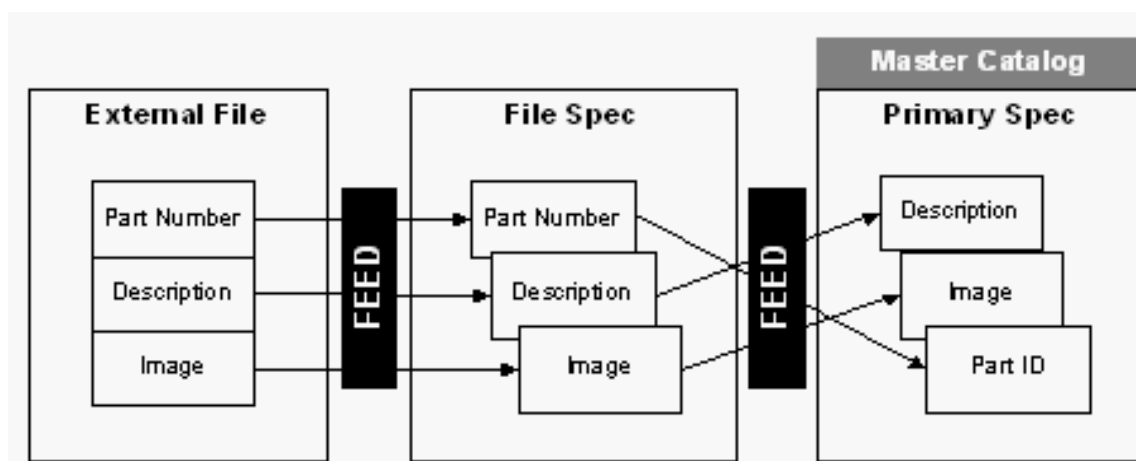 Master Catalog
External File
File Spec
Primary Spec
Part Number
Description
Image
FEED
Part Number
Description
Image
FEED
Description
Image
Part ID